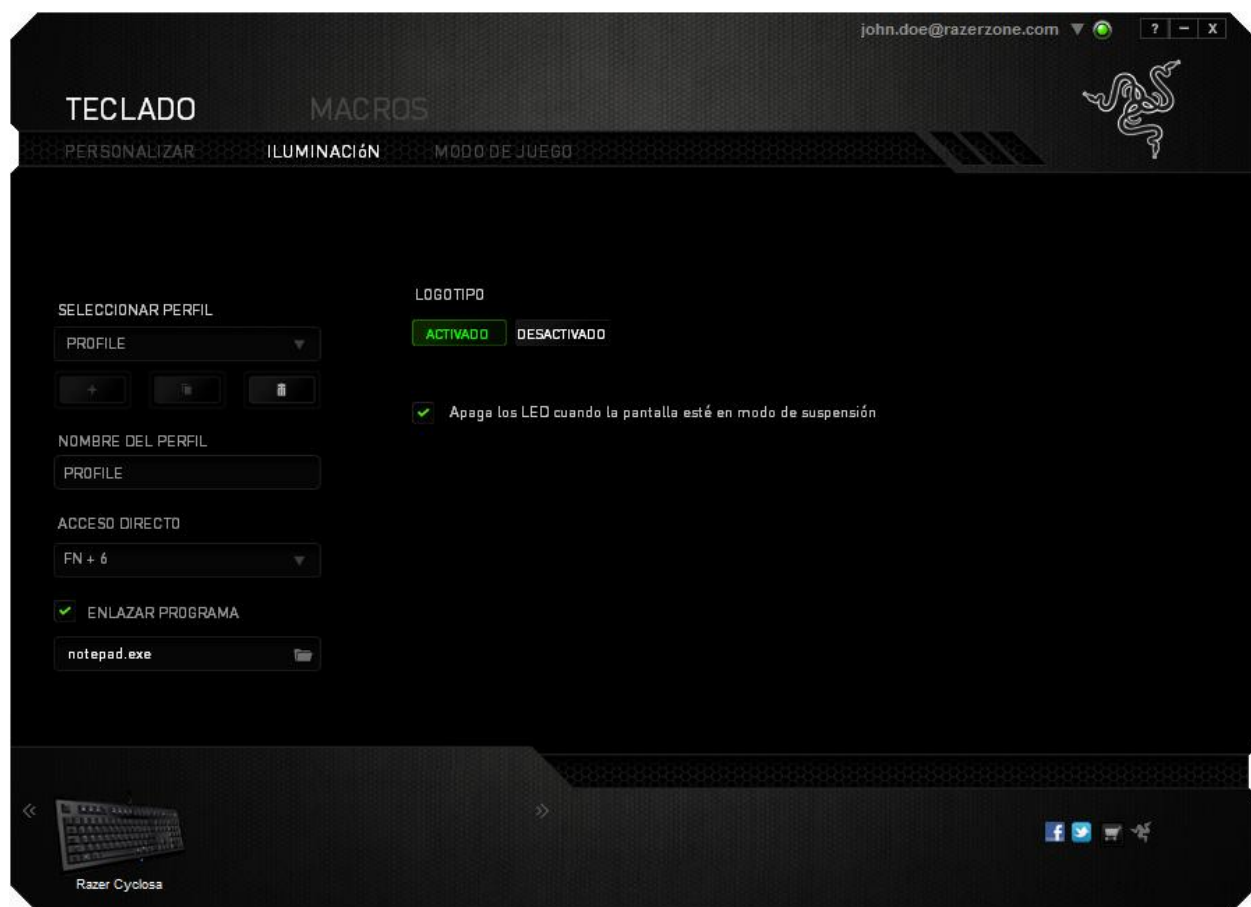 john.doe@razerzone.com
? – X
TECLADO MACROS
PERSONALIZAR ILUMINACIóN MODO DE JUEGO
SELECCIONAR PERFIL
PROFILE
NOMBRE DEL PERFIL
PROFILE
ACCESO DIRECTO
FN + 6
ENLAZAR PROGRAMA
notepad.exe
LOGOTIPO
ACTIVADO DESACTIVADO
Apaga los LED cuando la pantalla esté en modo de suspensión
Razer Cyclosa